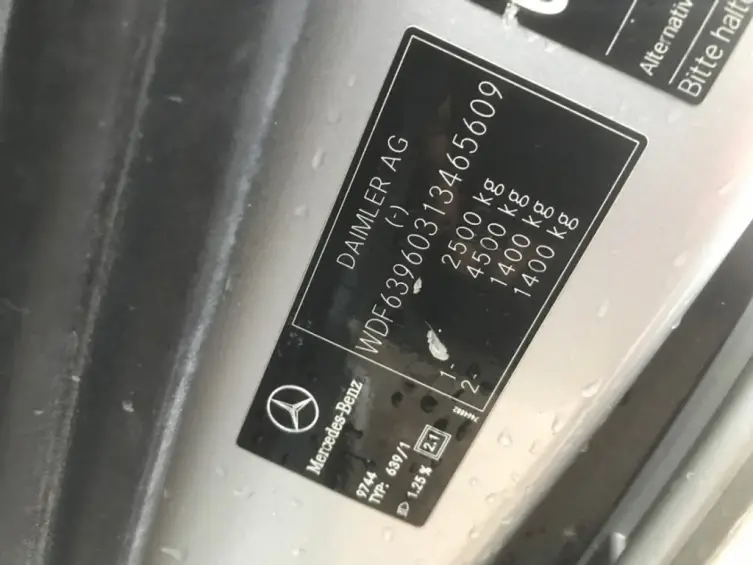 Alternativ
Bitte halte
DAIMLER AG
(-)
WDF63960313465609
2500 kg
4500 kg
1- 1400 kg
2- 1400 kg
Mercedes-Benz
9744
TYP: 639/1
1.25 %
2.1